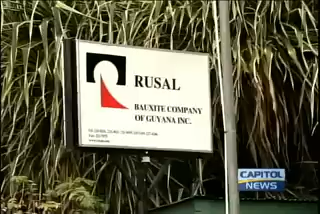 RUSAL
BAUXITE COMPANY
OF GUYANA INC.
CAPITOL
NEWS